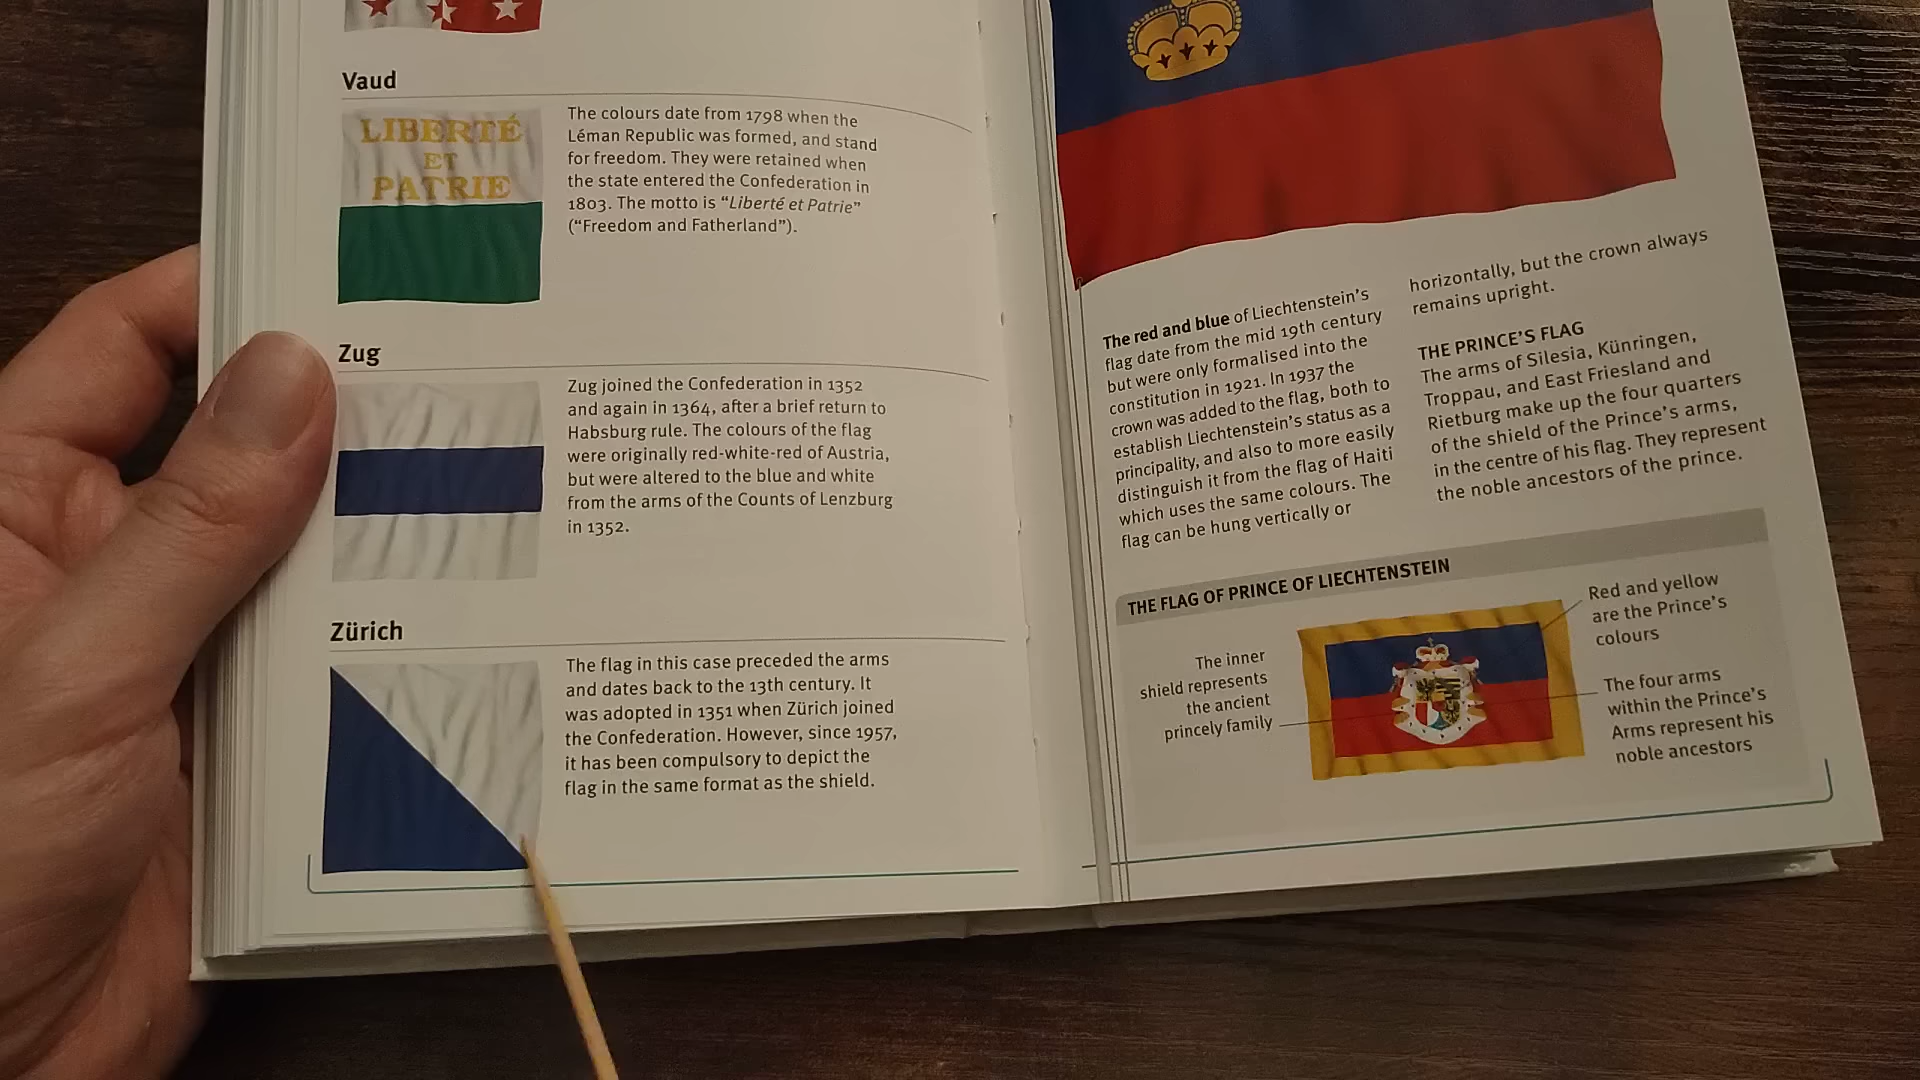 Vaud
LIBERTÉ
ET
PATRIE
The colours date from 1798 when the
Léman Republic was formed, and stand
for freedom. They were retained when
the state entered the Confederation in
1803. The motto is “Liberté et Patrie”
(“Freedom and Fatherland”).
Zug
Zug joined the Confederation in 1352
and again in 1364, after a brief return to
Habsburg rule. The colours of the flag
were originally red-white-red of Austria,
but were altered to the blue and white
from the arms of the Counts of Lenzburg
in 1352.
Zürich
The flag in this case preceded the arms
and dates back to the 13th century. It
was adopted in 1351 when Zürich joined
the Confederation. However, since 1957,
it has been compulsory to depict the
flag in the same format as the shield.
The red and blue of Liechtenstein’s
flag date from the mid 19th century
but were only formalised into the
constitution in 1921. In 1937 the
crown was added to the flag, both to
establish Liechtenstein’s status as a
principality, and also to more easily
distinguish it from the flag of Haiti
which uses the same colours. The
flag can be hung vertically or
horizontally, but the crown always
remains upright.
THE PRINCE’S FLAG
The arms of Silesia, Künringen,
Troppau, and East Friesland and
Rietburg make up the four quarters
of the shield of the Prince’s arms,
in the centre of his flag. They represent
the noble ancestors of the prince.
THE FLAG OF PRINCE OF LIECHTENSTEIN
The inner
shield represents
the ancient
princely family
Red and yellow
are the Prince’s
colours
The four arms
within the Prince’s
Arms represent his
noble ancestors